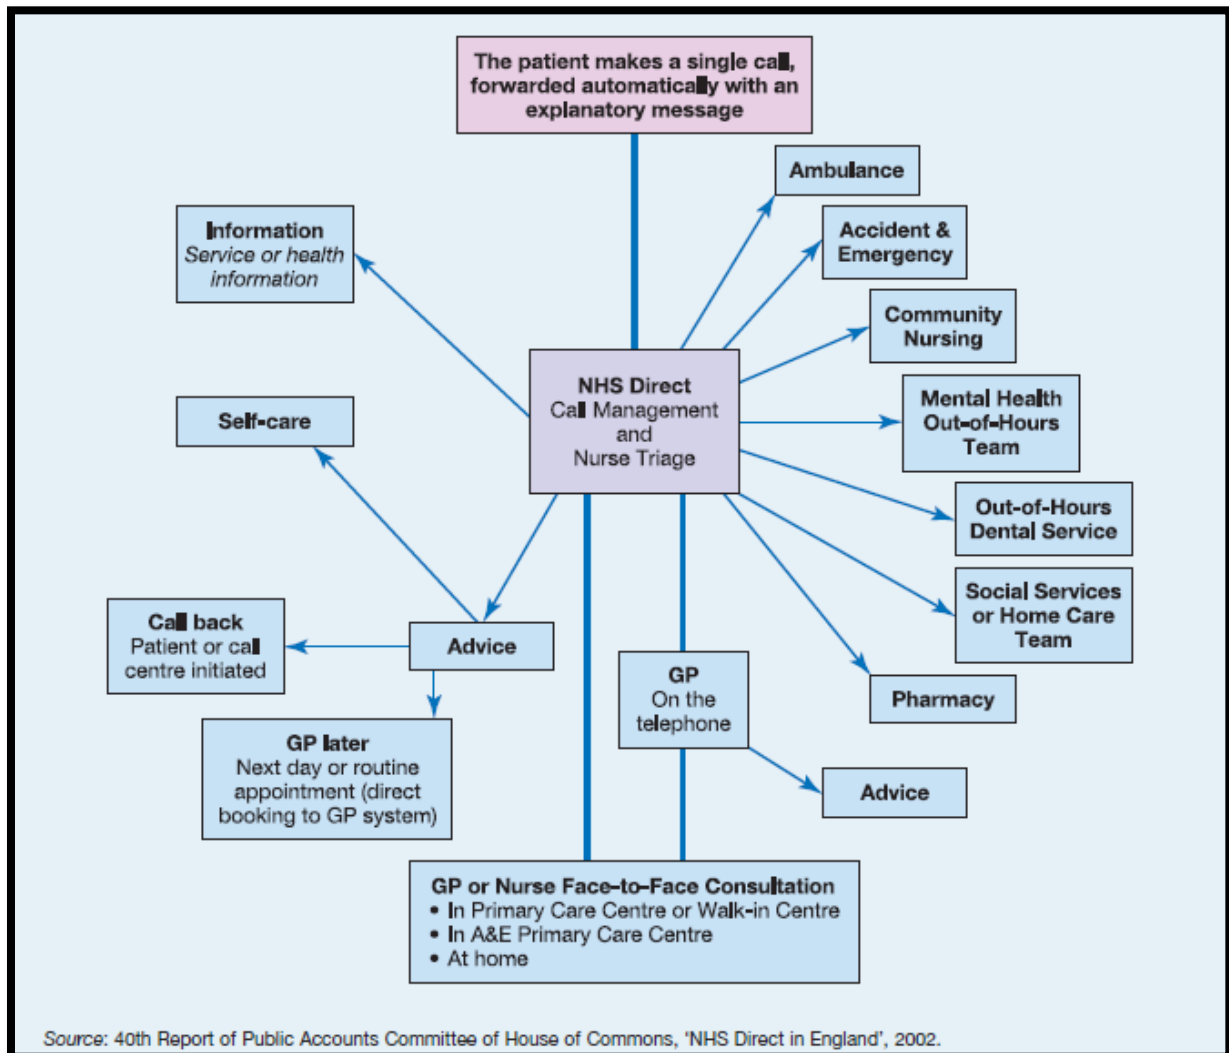 The patient makes a single call,
forwarded automatically with an
explanatory message
Ambulance
Information
Service or health
information
Accident &
Emergency
Community
Nursing
NHS Direct
Call Management
and
Nurse Triage
Mental Health
Out-of-Hours
Team
Self-care
Out-of-Hours
Dental Service
Social Services
or Home Care
Team
Call back
Patient or call
centre initiated
Advice
GP
On the
telephone
Pharmacy
GP later
Next day or routine
appointment (direct
booking to GP system)
Advice
GP or Nurse Face-to-Face Consultation
• In Primary Care Centre or Walk-in Centre
• In A&E Primary Care Centre
• At home
Source: 40th Report of Public Accounts Committee of House of Commons, 'NHS Direct in England', 2002.